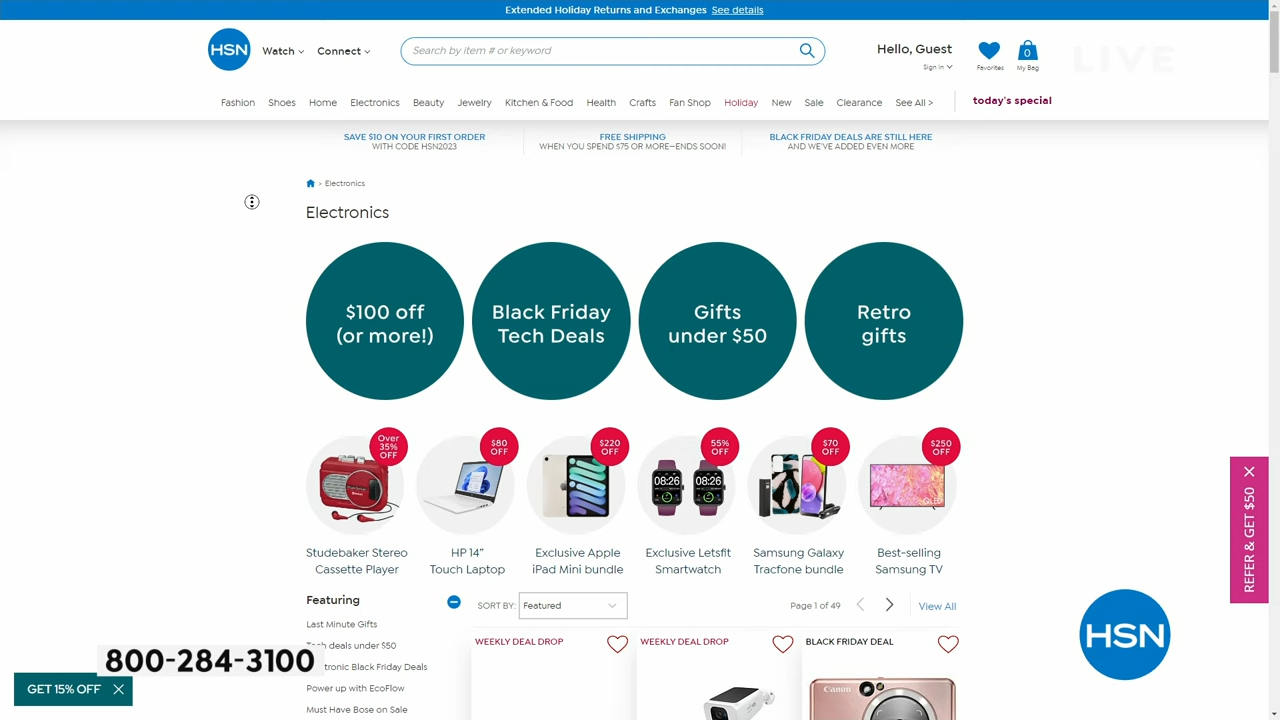 Extended Holiday Returns and Exchanges See details
HSN
Watch
Connect
Search by item # or keyword
Hello, Guest
Sign in
Favorites
0
My Bag
LIVE
Fashion Shoes Home Electronics Beauty Jewelry Kitchen & Food Health Crafts Fan Shop Holiday New Sale Clearance See All >
today's special
SAVE $10 ON YOUR FIRST ORDER
WITH CODE HSN2023
FREE SHIPPING
WHEN YOU SPEND $75 OR MORE—ENDS SOON!
BLACK FRIDAY DEALS ARE STILL HERE
AND WE'VE ADDED EVEN MORE
> Electronics
Electronics
$100 off
(or more!)
Black Friday
Tech Deals
Gifts
under $50
Retro
gifts
Over
35%
OFF
$80
OFF
$220
OFF
55%
OFF
$70
OFF
$250
OFF
08:26
08:26
QLED
Studebaker Stereo
Cassette Player
HP 14"
Touch Laptop
Exclusive Apple
iPad Mini bundle
Exclusive Letsfit
Smartwatch
Samsung Galaxy
Tracfone bundle
Best-selling
Samsung TV
REFER & GET $50
Featuring
Last Minute Gifts
Tech deals under $50
Electronic Black Friday Deals
Power up with EcoFlow
Must Have Bose on Sale
SORT BY: Featured
Page 1 of 49
View All
WEEKLY DEAL DROP
WEEKLY DEAL DROP
BLACK FRIDAY DEAL
Canon
HSN
800-284-3100
GET 15% OFF